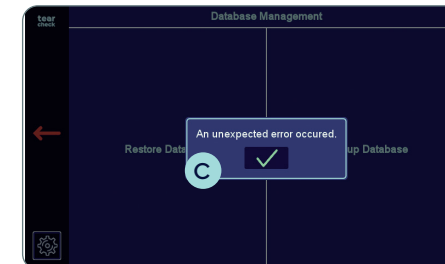 tear
check
Database Management
An unexpected error occured.
Restore Data
up Database
C